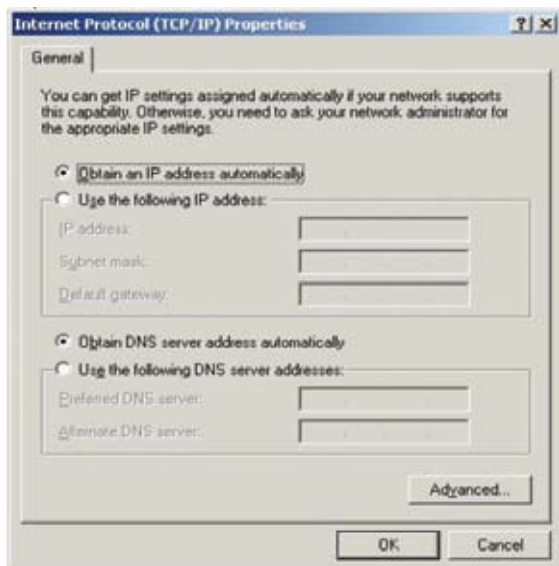 Internet Protocol (TCP/IP) Properties
? ×
General
You can get IP settings assigned automatically if your network supports
this capability. Otherwise, you need to ask your network administrator for
the appropriate IP settings.
Obtain an IP address automatically
Use the following IP address:
IP address:
Subnet mask:
Default gateway:
Obtain DNS server address automatically
Use the following DNS server addresses:
Preferred DNS server:
Alternate DNS server:
Advanced...
OK
Cancel